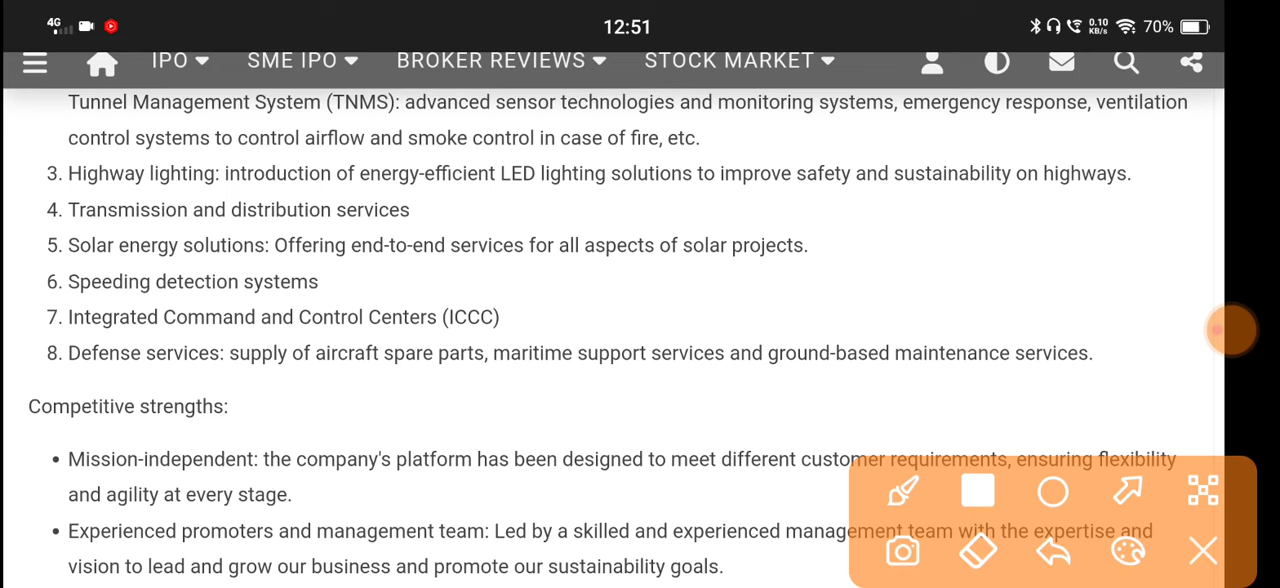 4G 12:51 0.10 KB/s 70%
IPO SME IPO BROKER REVIEWS STOCK MARKET
Tunnel Management System (TNMS): advanced sensor technologies and monitoring systems, emergency response, ventilation
control systems to control airflow and smoke control in case of fire, etc.
3. Highway lighting: introduction of energy-efficient LED lighting solutions to improve safety and sustainability on highways.
4. Transmission and distribution services
5. Solar energy solutions: Offering end-to-end services for all aspects of solar projects.
6. Speeding detection systems
7. Integrated Command and Control Centers (ICCC)
8. Defense services: supply of aircraft spare parts, maritime support services and ground-based maintenance services.
Competitive strengths:
• Mission-independent: the company's platform has been designed to meet different customer requirements, ensuring flexibility
and agility at every stage.
• Experienced promoters and management team: Led by a skilled and experienced management team with the expertise and
vision to lead and grow our business and promote our sustainability goals.